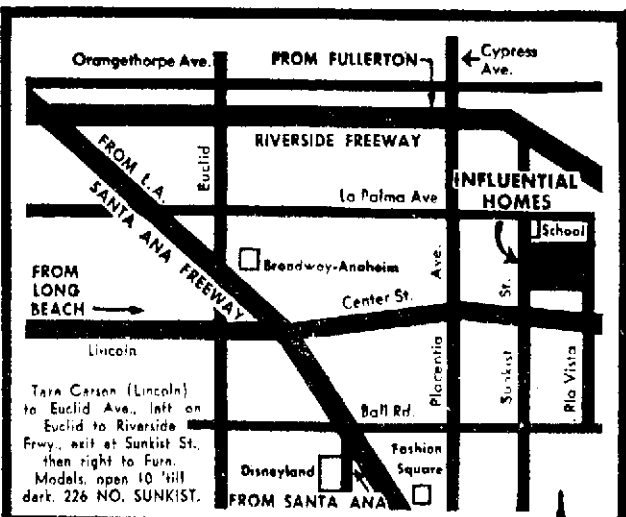 Orangethorpe Ave.
FROM FULLERTON
Cypress
Ave.
RIVERSIDE FREEWAY
Euclid
FROM L.A.
SANTA ANA FREEWAY
La Palma Ave
INFLUENTIAL
HOMES
School
Broadway-Anaheim
FROM
LONG
BEACH
Center St.
Placentia Ave.
Sunkist St.
Rio Vista
Lincoln
Ball Rd.
Take Carson (Lincoln)
to Euclid Ave., left on
Euclid to Riverside
Frwy., exit at Sunkist St.,
then right to Furn.
Models, open 10 'till
dark. 226 NO. SUNKIST.
Disneyland
Fashion
Square
FROM SANTA ANA